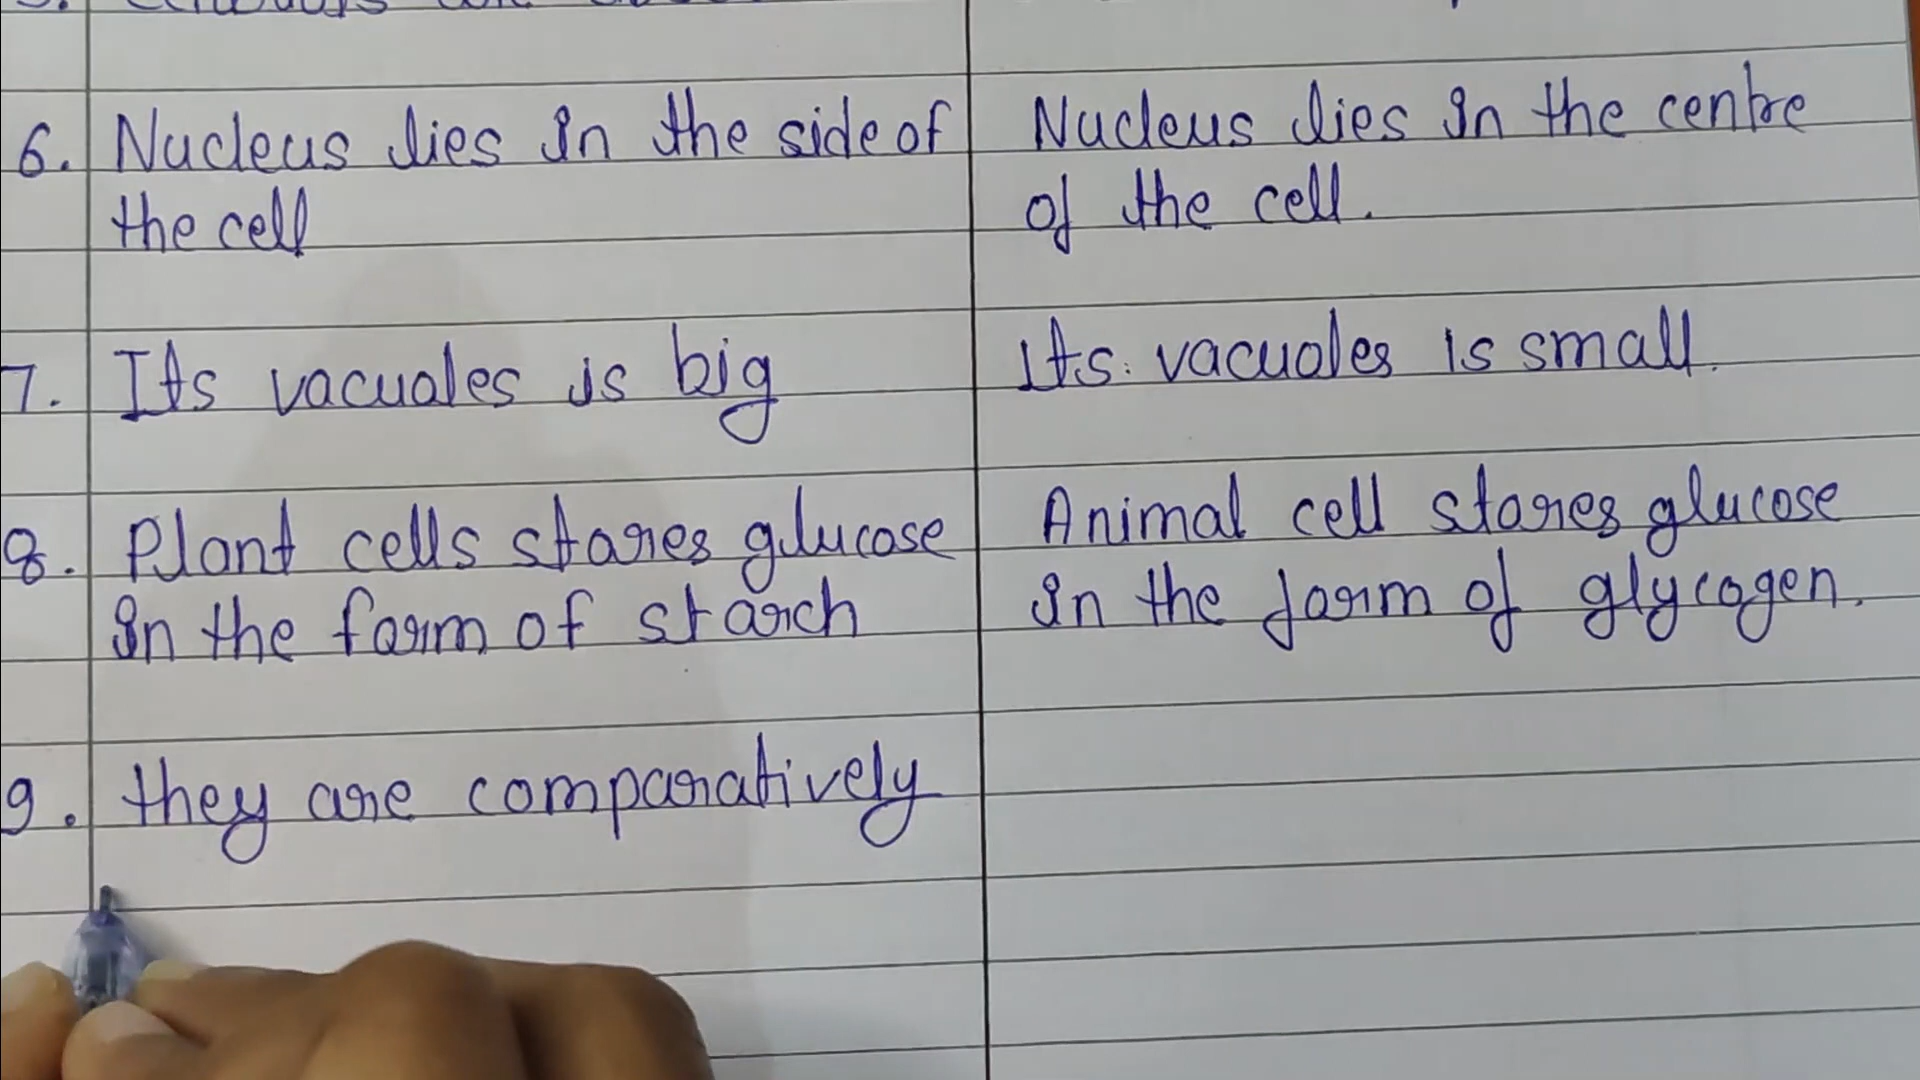 6. Nucleus lies in the side of
the cell
Nucleus lies in the centre
of the cell.
7. Its vacuales is big
Its. vacuoles is small.
8. Plant cells stores glucose
in the form of starch
Animal cell stores glucose
in the form of glycogen.
9. they are comparatively